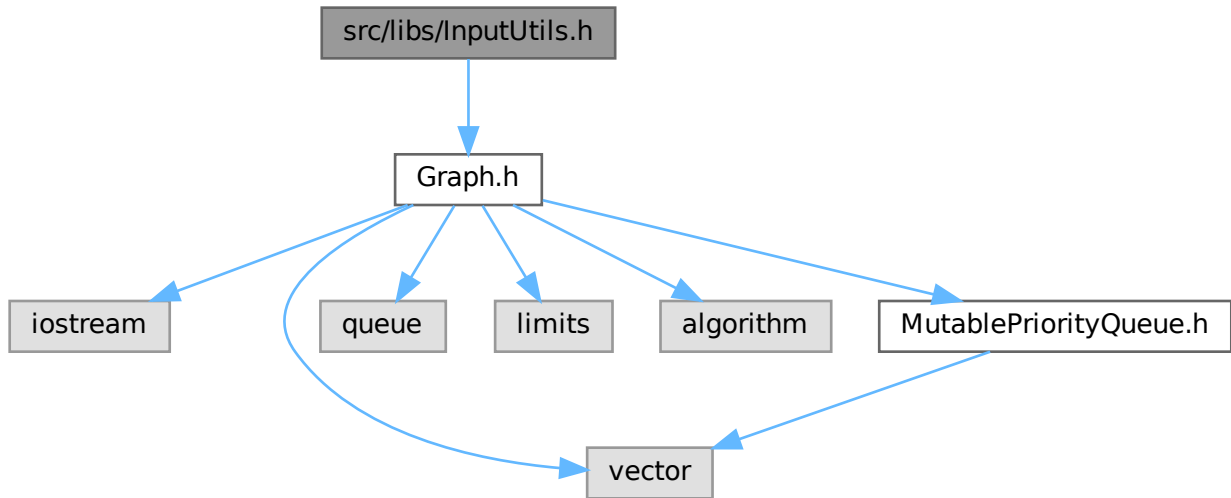 src/libs/InputUtils.h
Graph.h
iostream
queue
limits
algorithm
MutablePriorityQueue.h
vector